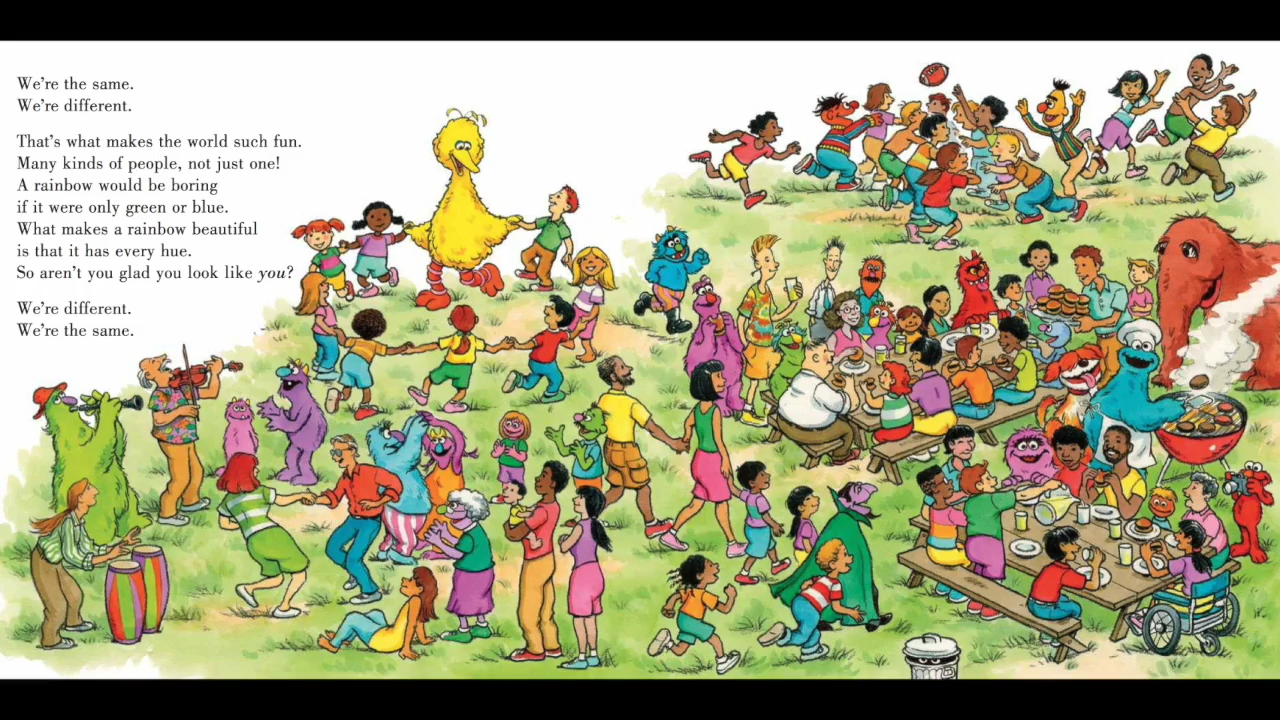 We're the same.
We're different.
That's what makes the world such fun.
Many kinds of people, not just one!
A rainbow would be boring
if it were only green or blue.
What makes a rainbow beautiful
is that it has every hue.
So aren't you glad you look like you?
We're different.
We're the same.